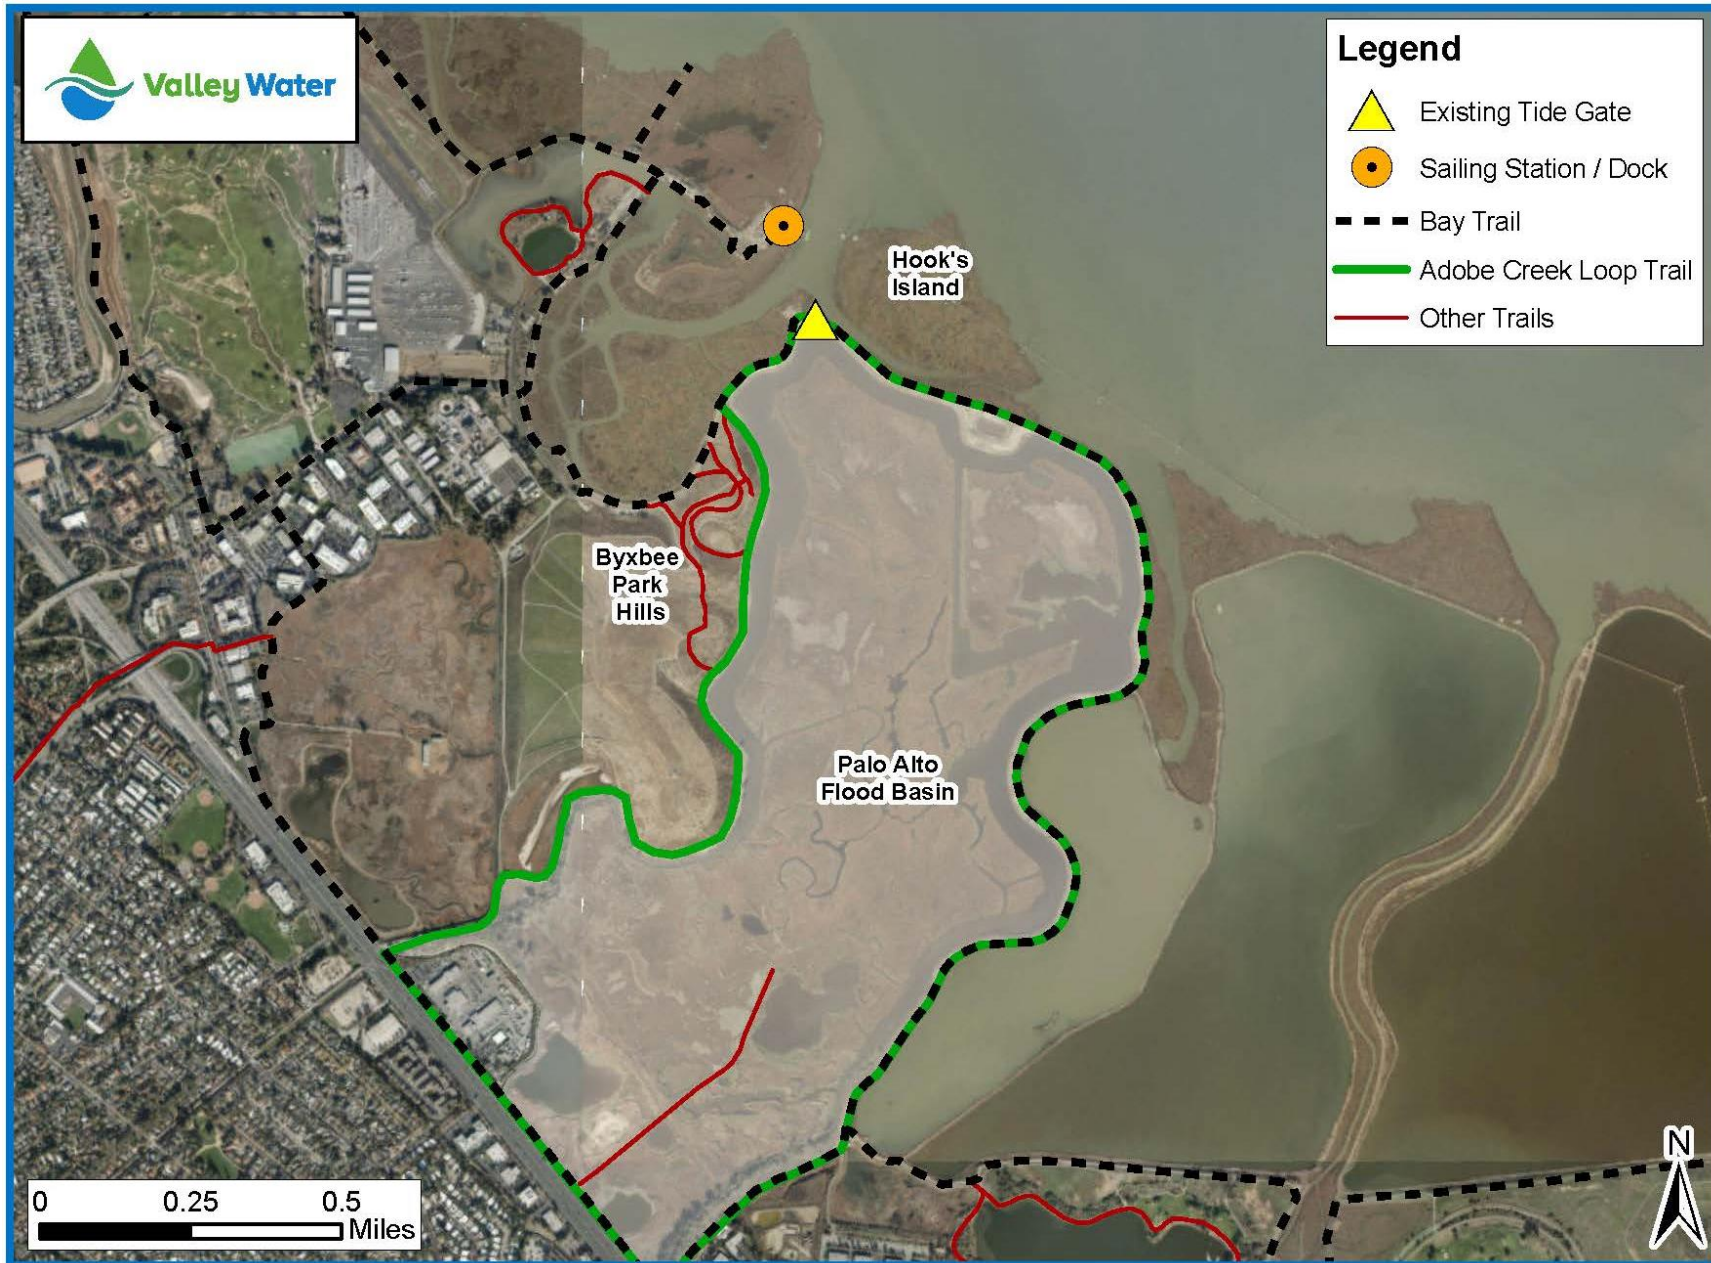 Valley Water
Legend
Existing Tide Gate
Sailing Station / Dock
Bay Trail
Adobe Creek Loop Trail
Other Trails
Hook's
Island
Byxbee
Park
Hills
Palo Alto
Flood Basin
N
0 0.25 0.5
Miles